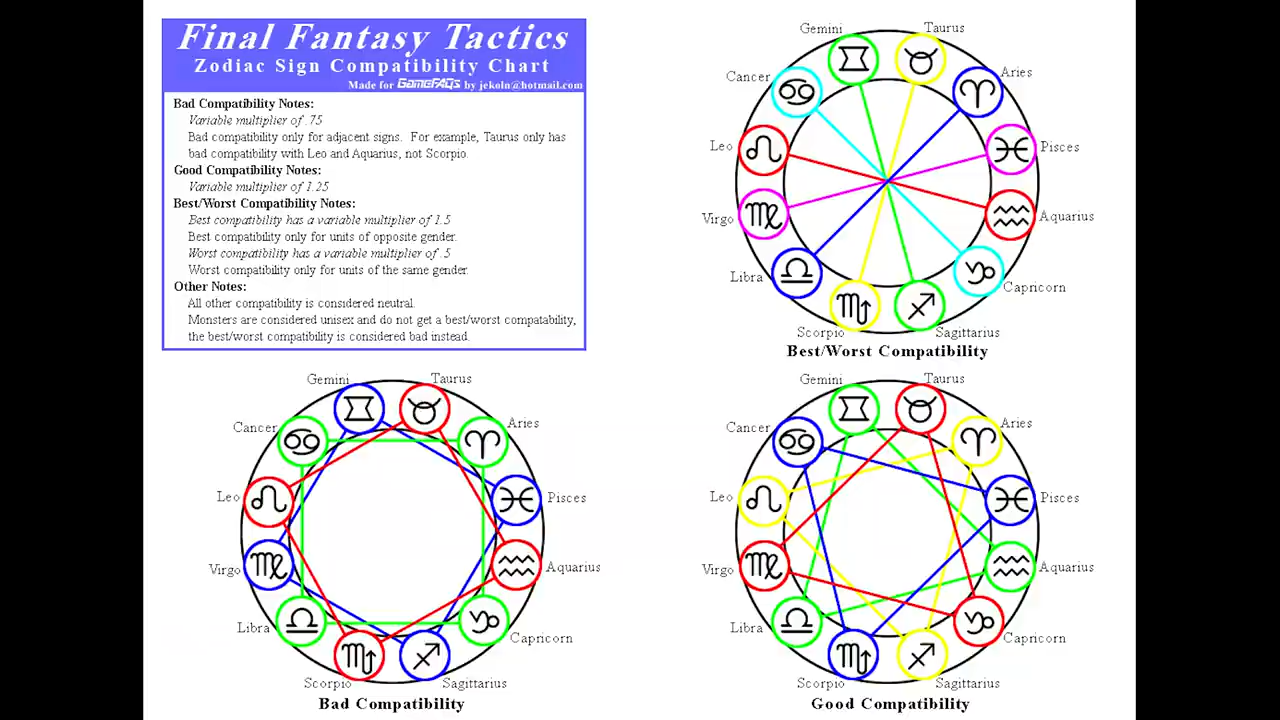 Final Fantasy Tactics
Zodiac Sign Compatibility Chart
Made for GameFAQs by jekoln@hotmail.com
Bad Compatibility Notes:
Variable multiplier of .75
Bad compatibility only for adjacent signs. For example, Taurus only has
bad compatibility with Leo and Aquarius, not Scorpio.
Good Compatibility Notes:
Variable multiplier of 1.25
Best/Worst Compatibility Notes:
Best compatibility has a variable multiplier of 1.5
Best compatibility only for units of opposite gender.
Worst compatibility has a variable multiplier of .5
Worst compatibility only for units of the same gender.
Other Notes:
All other compatibility is considered neutral.
Monsters are considered unisex and do not get a best/worst compatability,
the best/worst compatibility is considered bad instead.
Gemini
Taurus
Cancer
Aries
Leo
Pisces
Virgo
Aquarius
Libra
Capricorn
Scorpio
Sagittarius
Best/Worst Compatibility
Gemini
Taurus
Cancer
Aries
Leo
Pisces
Virgo
Aquarius
Libra
Capricorn
Scorpio
Sagittarius
Bad Compatibility
Gemini
Taurus
Cancer
Aries
Leo
Pisces
Virgo
Aquarius
Libra
Capricorn
Scorpio
Sagittarius
Good Compatibility